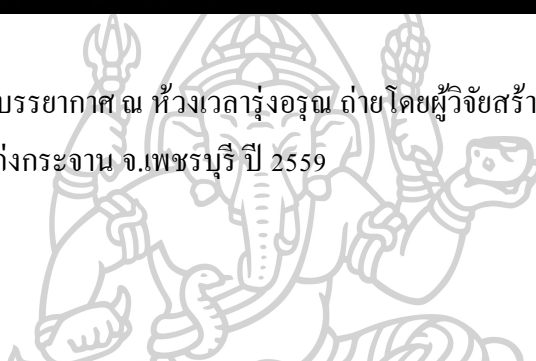 บรรยากาศ ณ ห้วงเวลารุ่งอรุณ ถ่ายโดยผู้วิจัยสร้า
ก่งกระจาน จ.เพชรบุรี ปี 2559